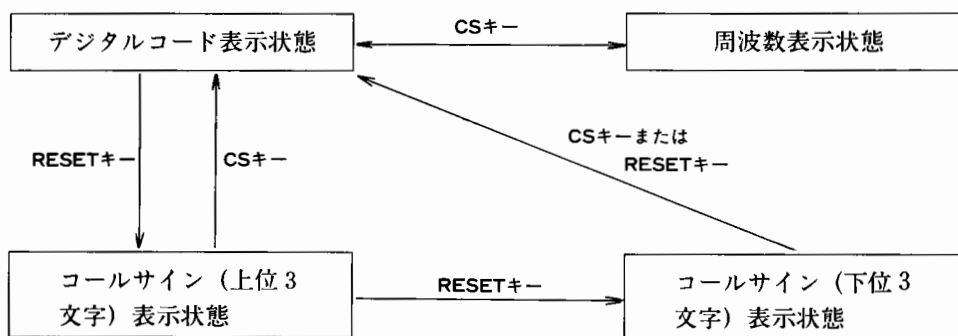 デジタルコード表示状態
CSキー
周波数表示状態
RESETキー
CSキー
CSキーまたは
RESETキー
コールサイン（上位3
文字）表示状態
RESETキー
コールサイン（下位3
文字）表示状態